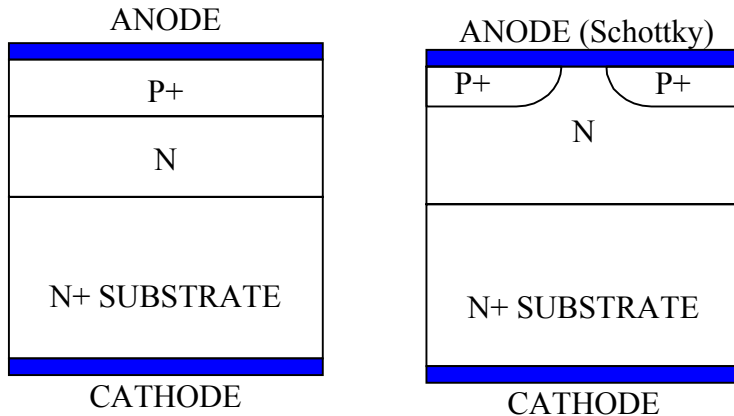 ANODE
P+
N
N+ SUBSTRATE
CATHODE
ANODE (Schottky)
P+ P+
N
N+ SUBSTRATE
CATHODE